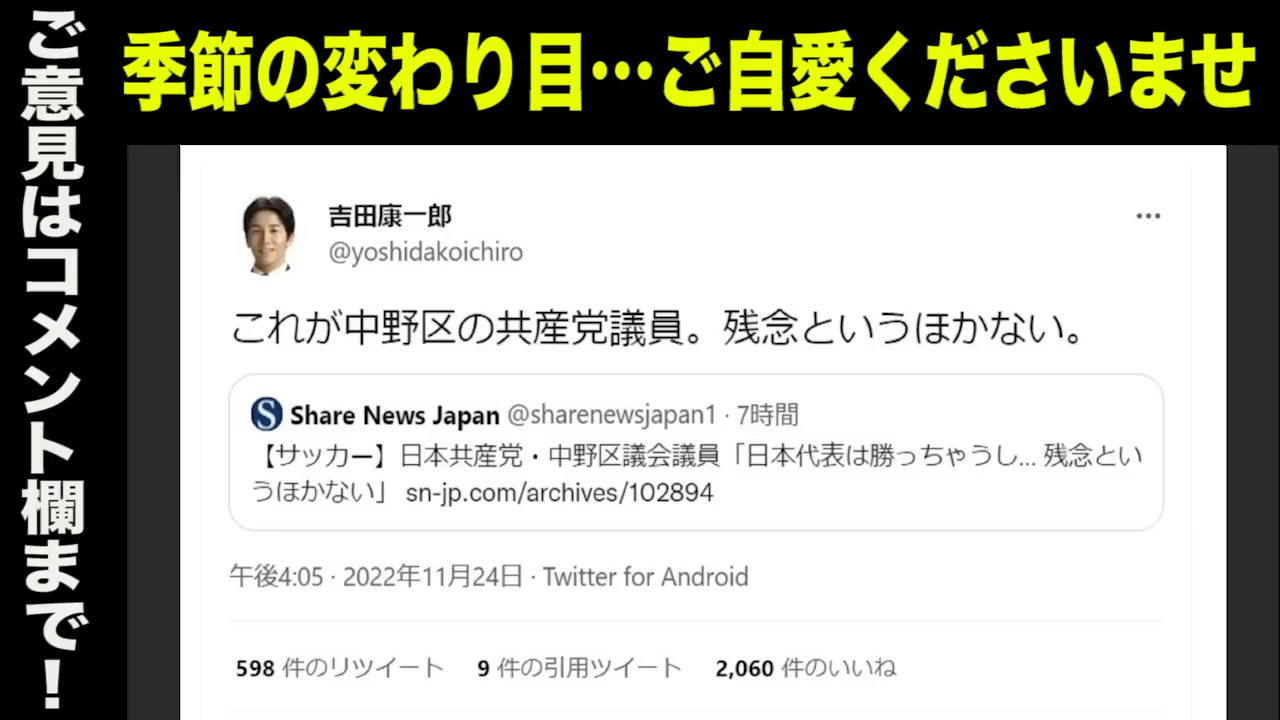 ご意見はコメント欄まで!
季節の変わり目…ご自愛くださいませ
吉田康一郎
@yoshidakoichiro
これが中野区の共産党議員。残念というほかない。
Share News Japan @sharenewsjapan1 · 7時間
【サッカー】日本共産党・中野区議会議員「日本代表は勝っちゃうし... 残念とい
うほかない」 sn-jp.com/archives/102894
午後4:05 · 2022年11月24日 · Twitter for Android
598 件のリツイート 9 件の引用ツイート 2,060 件のいいね